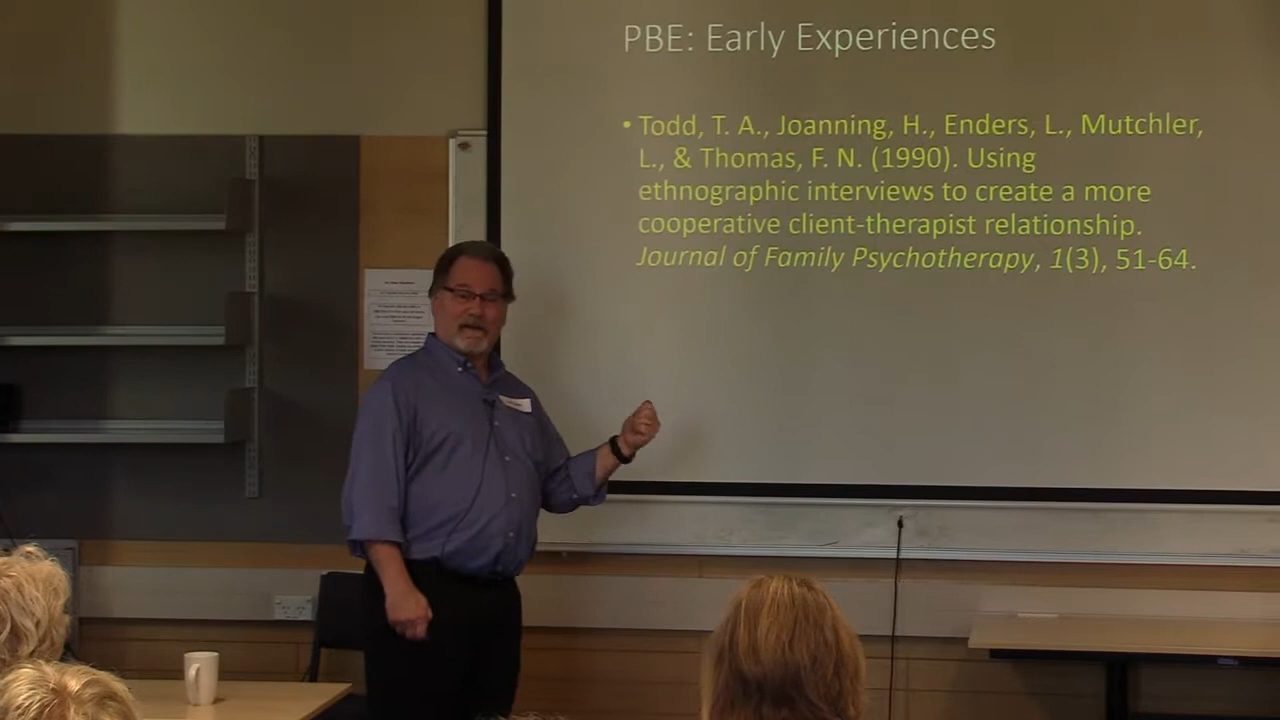 PBE: Early Experiences
• Todd, T. A., Joanning, H., Enders, L., Mutchler,
L., & Thomas, F. N. (1990). Using
ethnographic interviews to create a more
cooperative client-therapist relationship.
Journal of Family Psychotherapy, 1(3), 51-64.